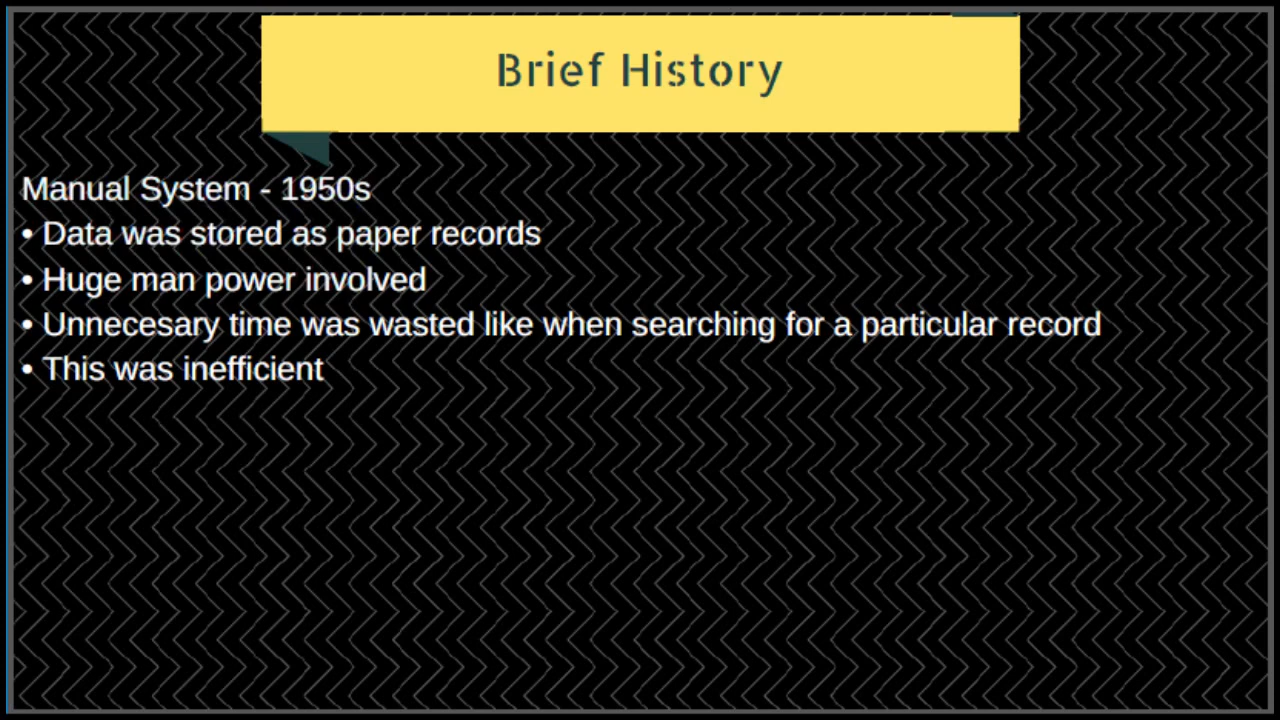 Brief History
Manual System - 1950s
• Data was stored as paper records
• Huge man power involved
• Unnecesary time was wasted like when searching for a particular record
• This was inefficient